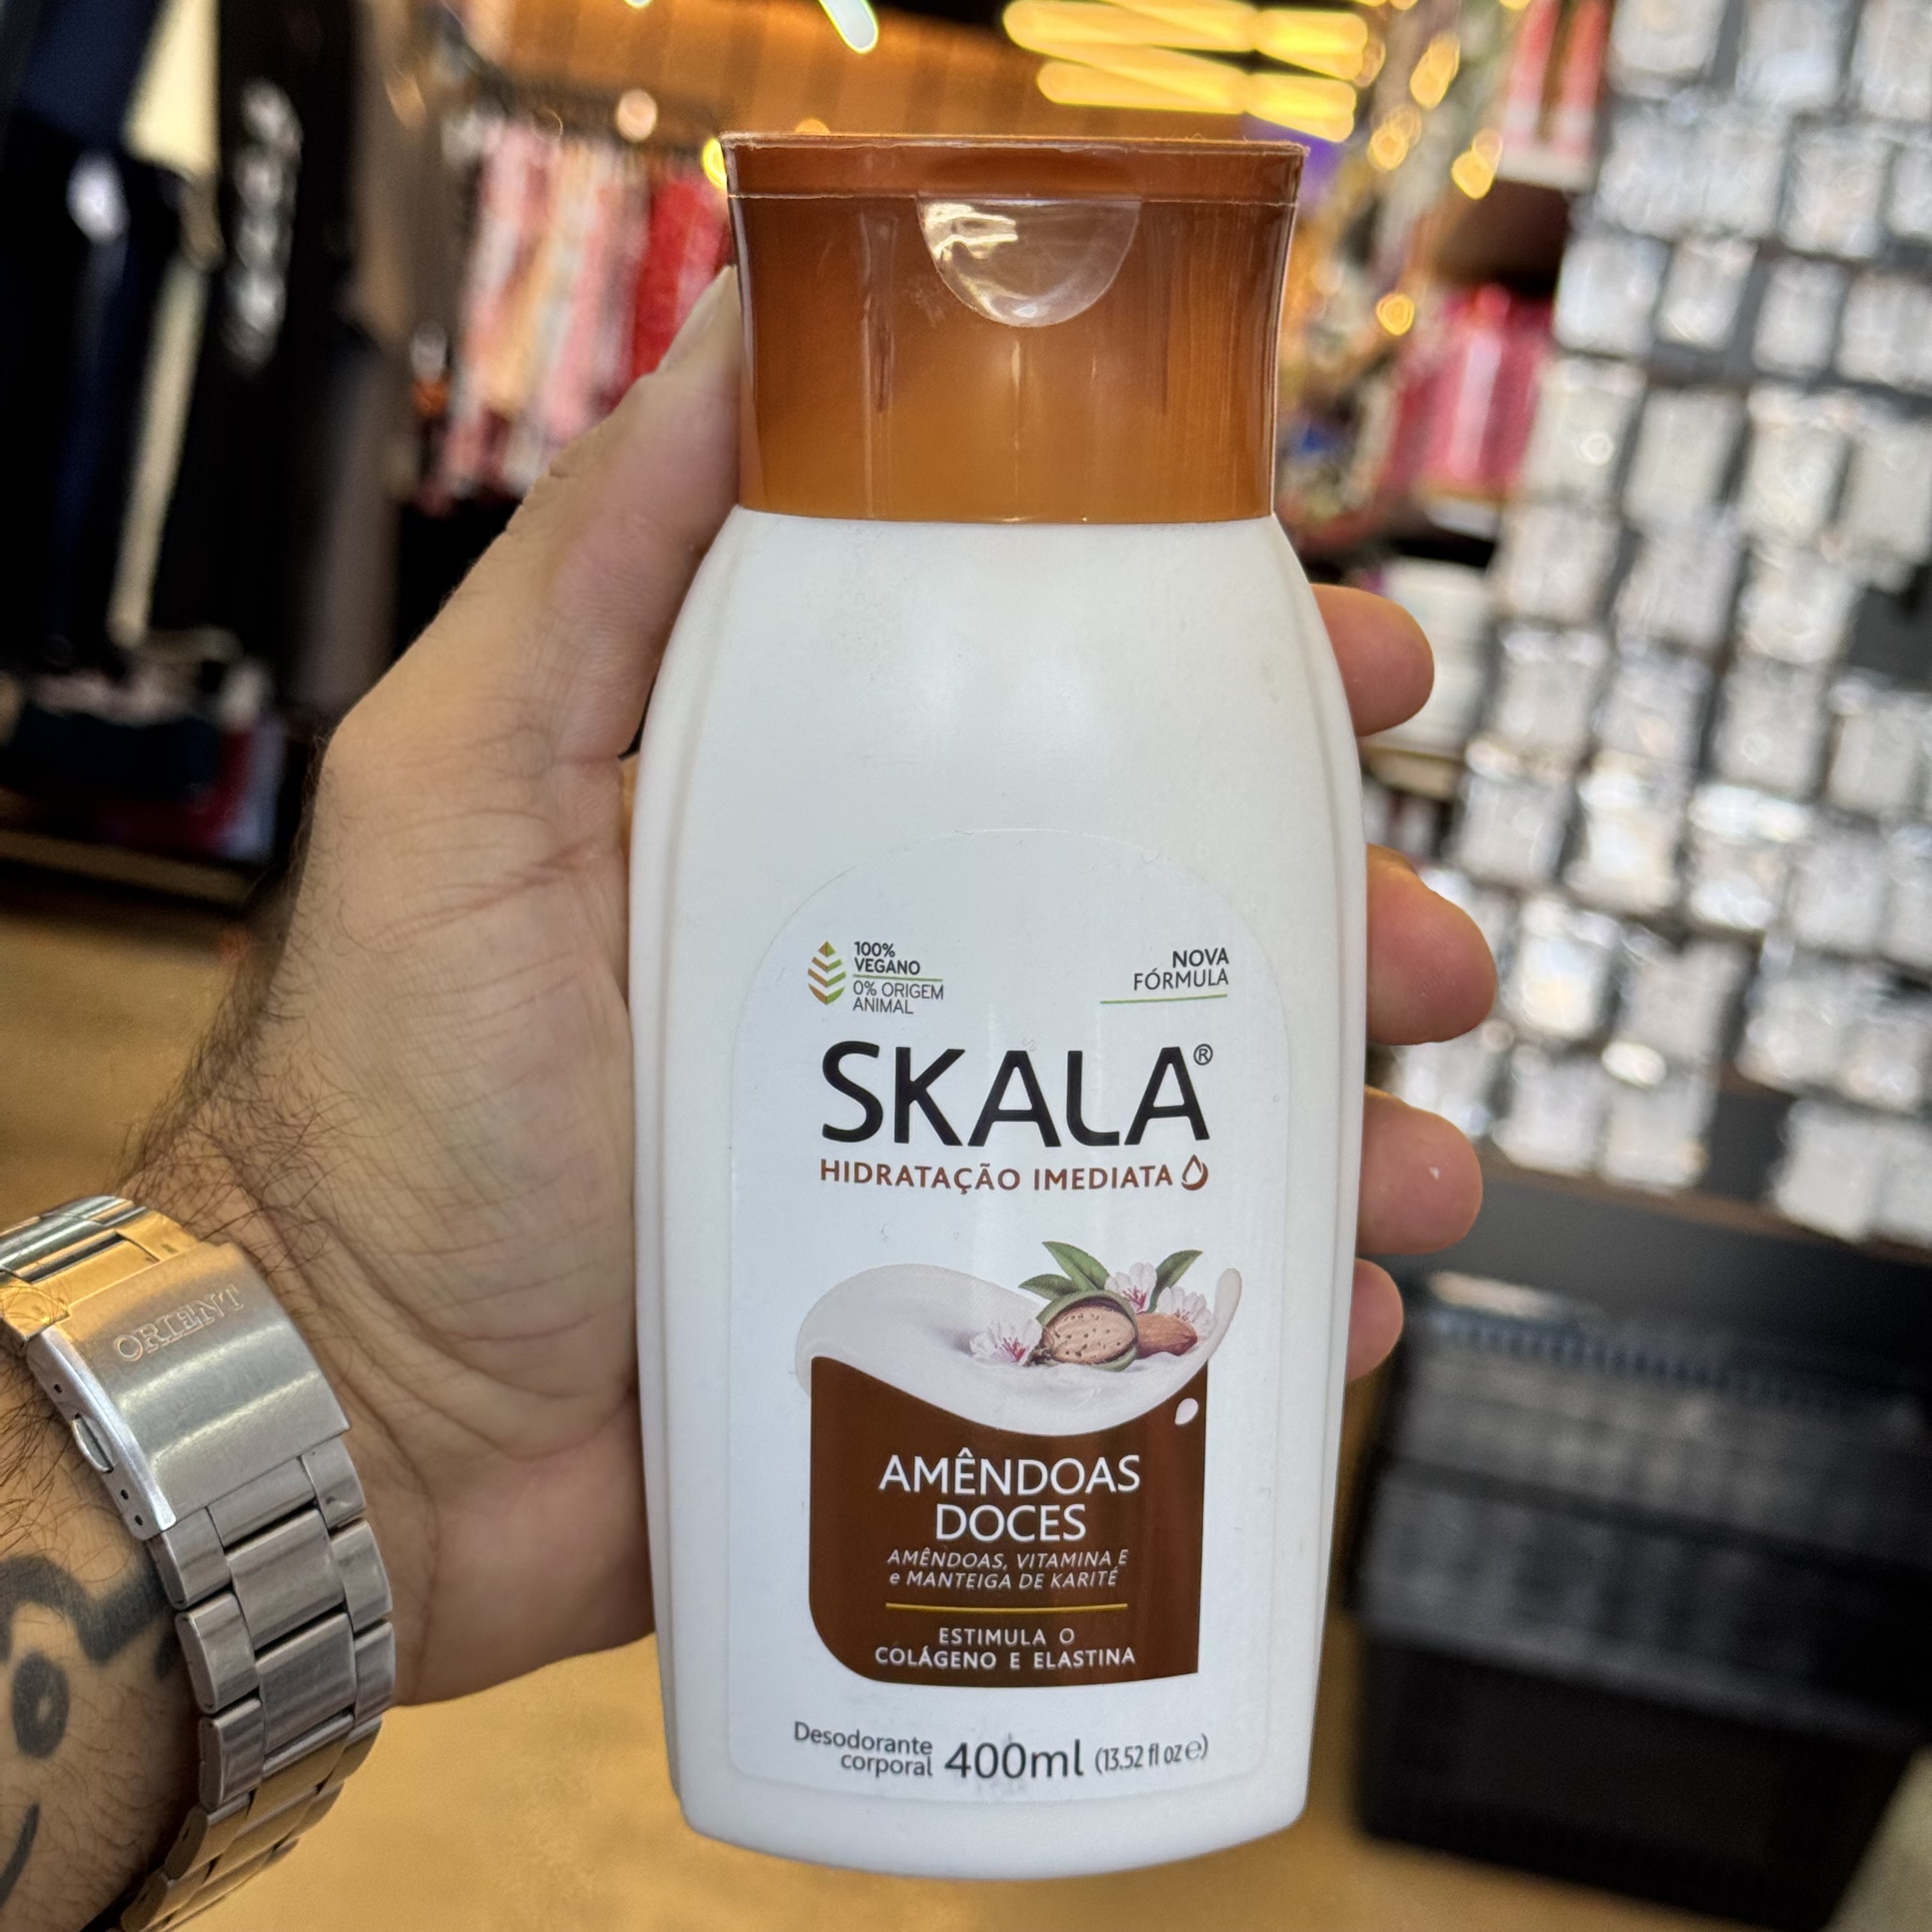 100%
VEGANO
0% ORIGEM
ANIMAL
NOVA
FÓRMULA
SKALA®
HIDRATAÇÃO IMEDIATA
AMÊNDOAS
DOCES
AMÊNDOAS, VITAMINA E
e MANTEIGA DE KARITÉ
ESTIMULA O
COLÁGENO E ELASTINA
Desodorante
corporal
400ml (13.52 fl oz ℮)
ORIENT